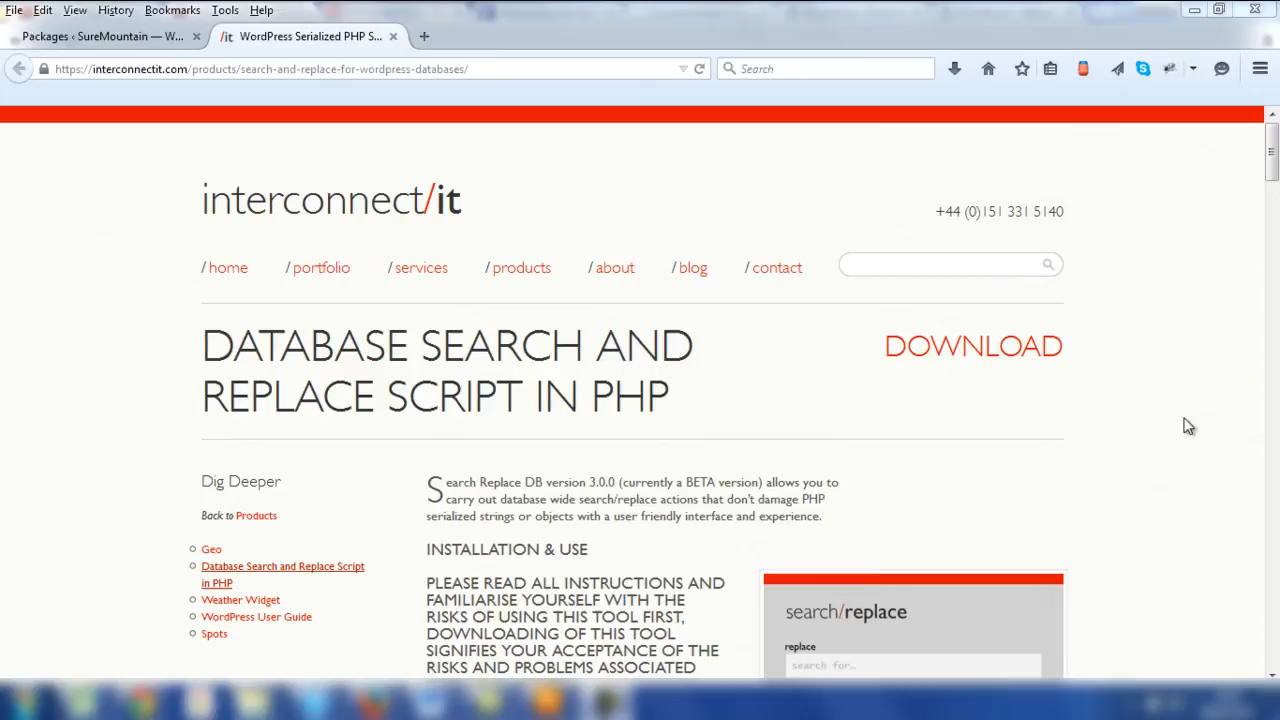 File Edit View History Bookmarks Tools Help
Packages ‹ SureMountain — W...
/it WordPress Serialized PHP S...
https://interconnectit.com/products/search-and-replace-for-wordpress-databases/
Search
interconnect/it
+44 (0)151 331 5140
/ home / portfolio / services / products / about / blog / contact
DATABASE SEARCH AND
REPLACE SCRIPT IN PHP
DOWNLOAD
Dig Deeper
Back to Products
Geo
Database Search and Replace Script
in PHP
Weather Widget
WordPress User Guide
Spots
Search Replace DB version 3.0.0 (currently a BETA version) allows you to
carry out database wide search/replace actions that don't damage PHP
serialized strings or objects with a user friendly interface and experience.
INSTALLATION & USE
PLEASE READ ALL INSTRUCTIONS AND
FAMILIARISE YOURSELF WITH THE
RISKS OF USING THIS TOOL FIRST,
DOWNLOADING OF THIS TOOL
SIGNIFIES YOUR ACCEPTANCE OF THE
RISKS AND PROBLEMS ASSOCIATED
search/replace
replace
search for...